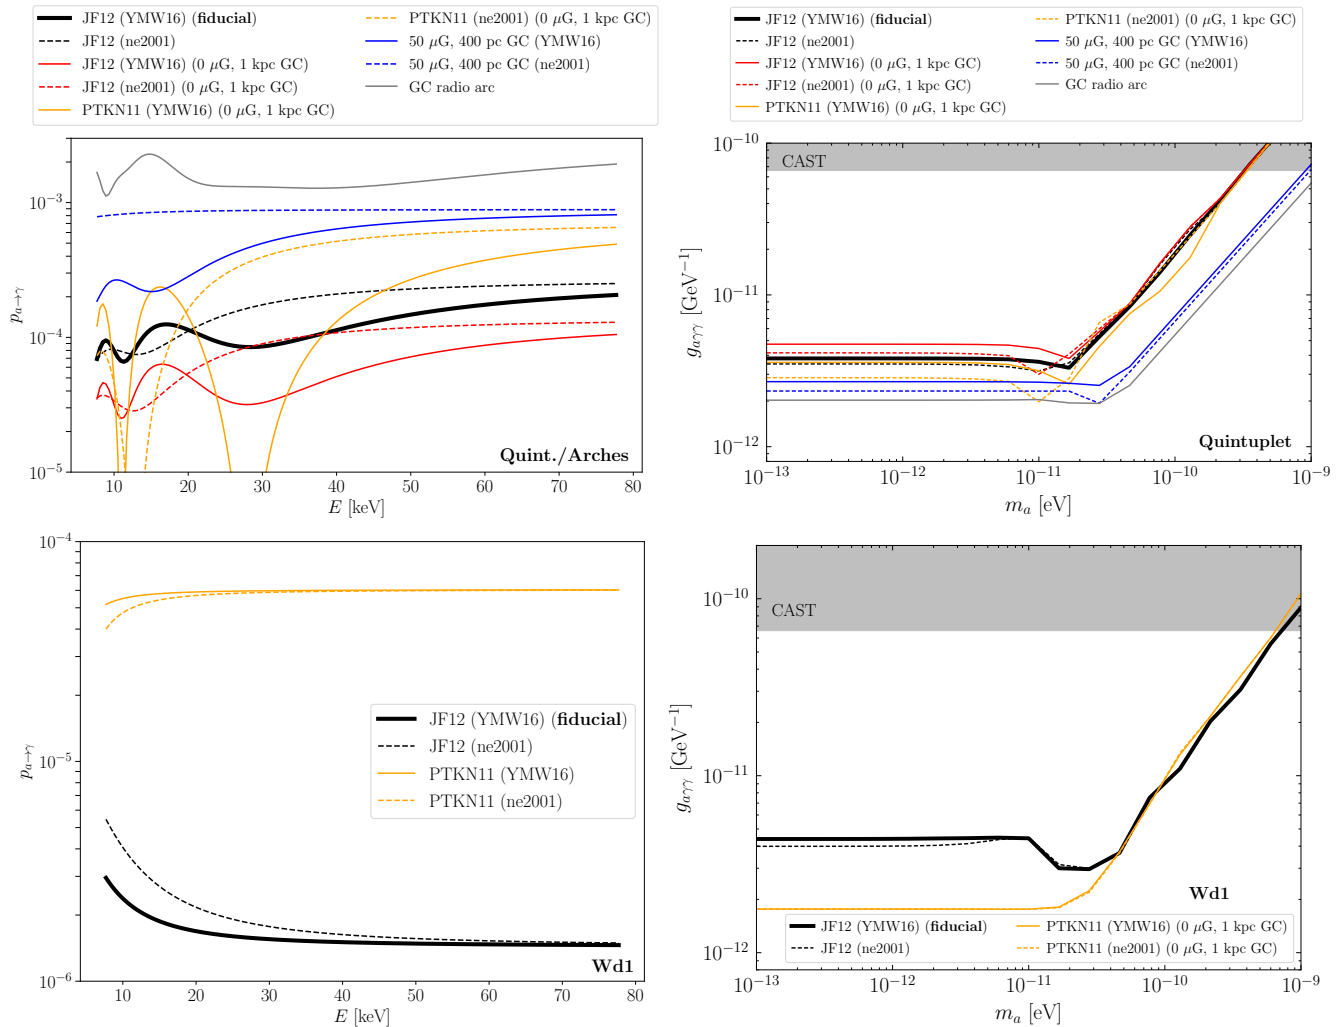 JF12 (YMW16) (fiducial)
JF12 (ne2001)
JF12 (YMW16) (0 μG, 1 kpc GC)
JF12 (ne2001) (0 μG, 1 kpc GC)
PTKN11 (YMW16) (0 μG, 1 kpc GC)
PTKN11 (ne2001) (0 μG, 1 kpc GC)
50 μG, 400 pc GC (YMW16)
50 μG, 400 pc GC (ne2001)
GC radio arc
10⁻³
10⁻⁴
10⁻⁵
p_{a→γ}
Quint./Arches
10 20 30 40 50 60 70 80
E [keV]
JF12 (YMW16) (fiducial)
JF12 (ne2001)
JF12 (YMW16) (0 μG, 1 kpc GC)
JF12 (ne2001) (0 μG, 1 kpc GC)
PTKN11 (YMW16) (0 μG, 1 kpc GC)
PTKN11 (ne2001) (0 μG, 1 kpc GC)
50 μG, 400 pc GC (YMW16)
50 μG, 400 pc GC (ne2001)
GC radio arc
10⁻¹⁰
10⁻¹¹
10⁻¹²
g_{aγγ} [GeV⁻¹]
CAST
Quintuplet
10⁻¹³ 10⁻¹² 10⁻¹¹ 10⁻¹⁰ 10⁻⁹
m_a [eV]
10⁻⁴
10⁻⁵
10⁻⁶
p_{a→γ}
JF12 (YMW16) (fiducial)
JF12 (ne2001)
PTKN11 (YMW16)
PTKN11 (ne2001)
Wd1
10 20 30 40 50 60 70 80
E [keV]
10⁻¹⁰
10⁻¹¹
10⁻¹²
g_{aγγ} [GeV⁻¹]
CAST
Wd1
JF12 (YMW16) (fiducial)
JF12 (ne2001)
PTKN11 (YMW16) (0 μG, 1 kpc GC)
PTKN11 (ne2001) (0 μG, 1 kpc GC)
10⁻¹³ 10⁻¹² 10⁻¹¹ 10⁻¹⁰ 10⁻⁹
m_a [eV]